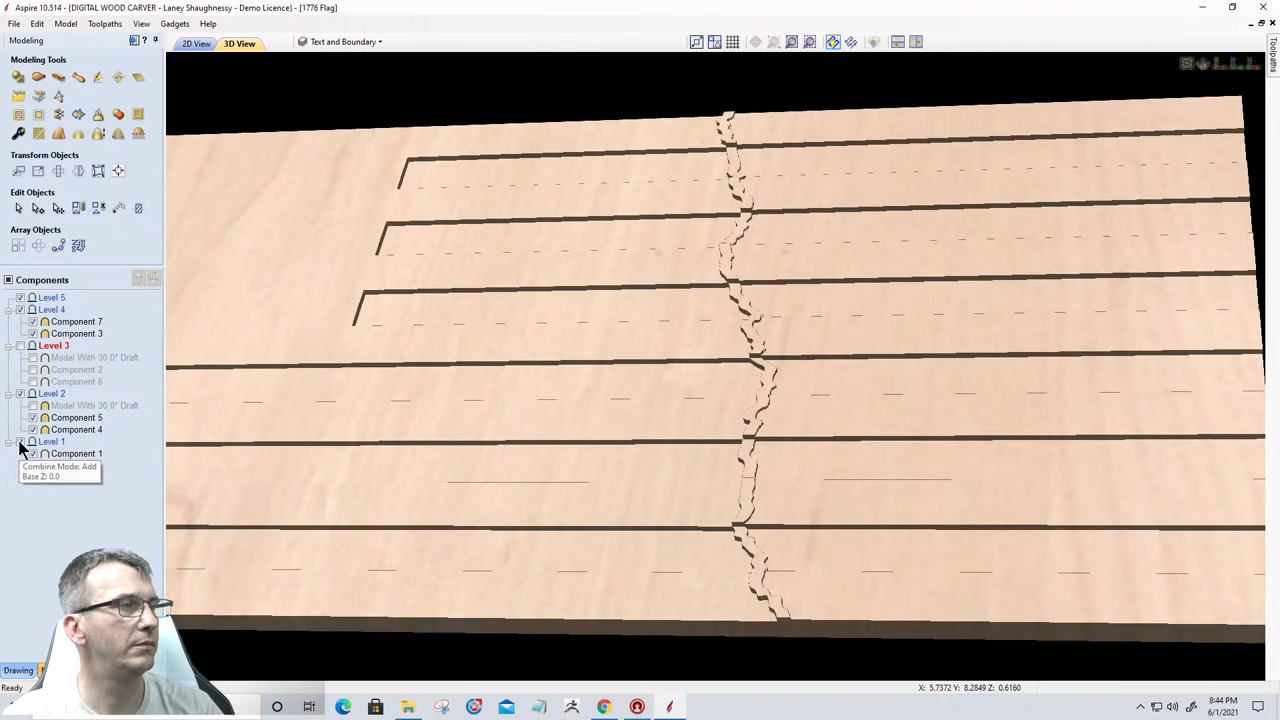 Aspire 10.514 - (DIGITAL WOOD CARVER - Laney Shaughnessy - Demo Licence) - [1776 Flag]
File Edit Model Toolpaths View Gadgets Help
Modeling
2D View 3D View Text and Boundary
Modeling Tools
Transform Objects
Edit Objects
Array Objects
Components
Level 5
Level 4
Component 7
Component 3
Level 3
Model With 30.0° Draft
Component 2
Component 6
Level 2
Model With 30.0° Draft
Component 5
Component 4
Level 1
Component 1
Combine Mode: Add
Base Z: 0.0
Toolpaths
Drawing
Ready
X: 5.7372 Y: 8.2849 Z: 0.6160
8:44 PM
6/1/2021